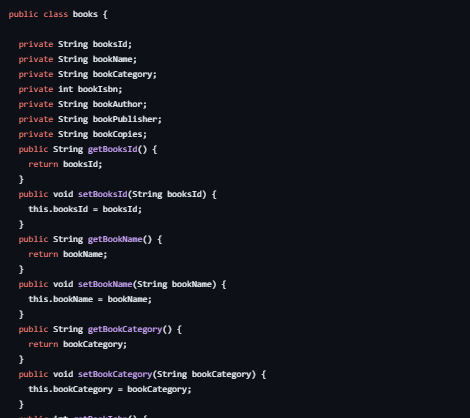 public class books {
private String booksId;
private String bookName;
private String bookCategory;
private int bookIsbn;
private String bookAuthor;
private String bookPublisher;
private String bookCopies;
public String getBooksId() {
return booksId;
}
public void setBooksId(String booksId) {
this.booksId = booksId;
}
public String getBookName() {
return bookName;
}
public void setBookName(String bookName) {
this.bookName = bookName;
}
public String getBookCategory() {
return bookCategory;
}
public void setBookCategory(String bookCategory) {
this.bookCategory = bookCategory;
}
public int getBookIsbn() {